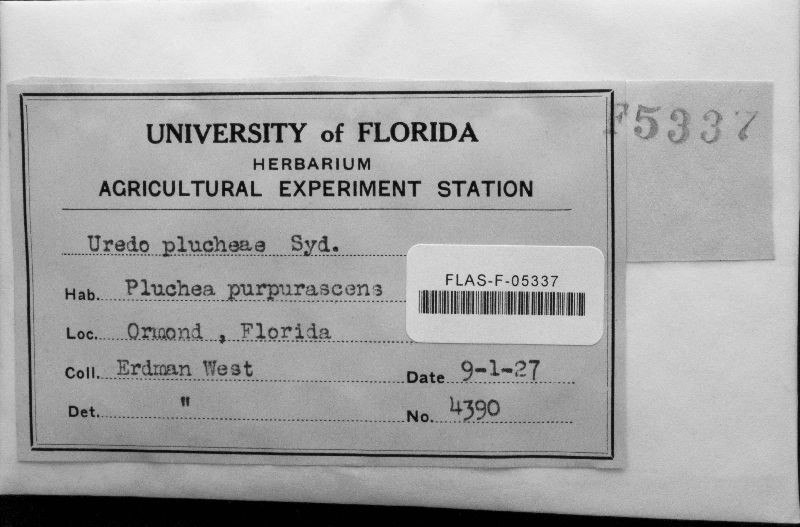 UNIVERSITY of FLORIDA
HERBARIUM
AGRICULTURAL EXPERIMENT STATION
F5337
Uredo plucheae Syd.
Hab. Pluchea purpurascens
FLAS-F-05337
Loc. Ormond , Florida
Coll. Erdman West
Date 9-1-27
Det. "
No. 4390